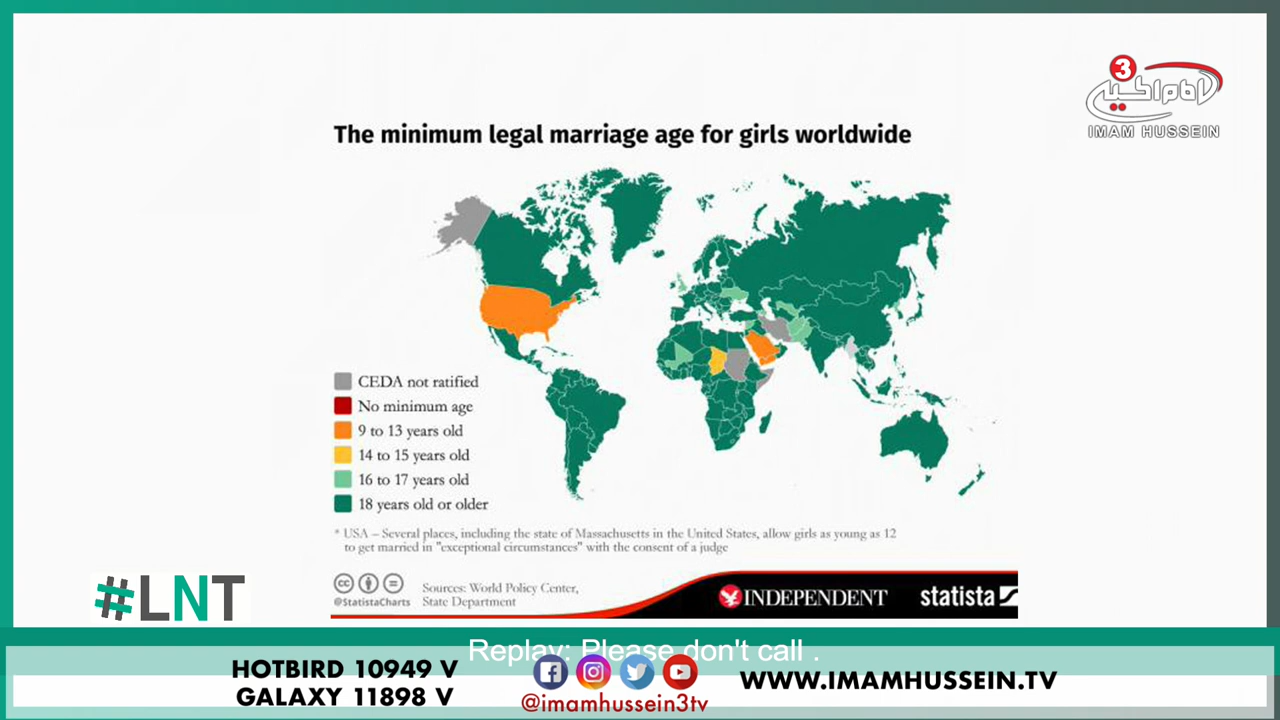 3
امام الحسین
IMAM HUSSEIN
The minimum legal marriage age for girls worldwide
CEDA not ratified
No minimum age
9 to 13 years old
14 to 15 years old
16 to 17 years old
18 years old or older
* USA – Several places, including the state of Massachusetts in the United States, allow girls as young as 12
to get married in "exceptional circumstances" with the consent of a judge
cc
@StatistaCharts
Sources: World Policy Center,
State Department
INDEPENDENT
statista
#LNT
Replay: Please don't call .
HOTBIRD 10949 V
GALAXY 11898 V
@imamhussein3tv
WWW.IMAMHUSSEIN.TV